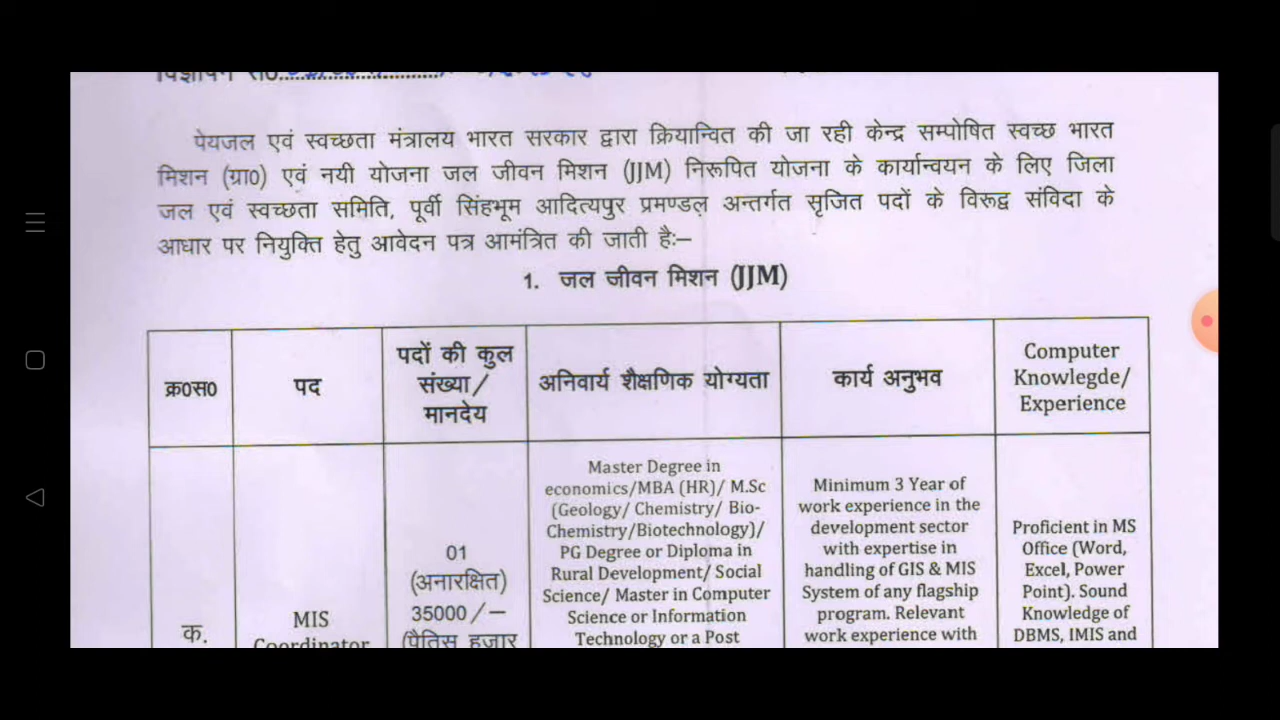 विज्ञापन सं०
पेयजल एवं स्वच्छता मंत्रालय भारत सरकार द्वारा क्रियान्वित की जा रही केन्द्र सम्पोषित स्वच्छ भारत
मिशन (ग्रा०) एवं नयी योजना जल जीवन मिशन (JJM) निरूपित योजना के कार्यान्वयन के लिए जिला
जल एवं स्वच्छता समिति, पूर्वी सिंहभूम आदित्यपुर प्रमण्डल अन्तर्गत सृजित पदों के विरूद्व संविदा के
आधार पर नियुक्ति हेतु आवेदन पत्र आमंत्रित की जाती हैः–
1. जल जीवन मिशन (JJM)
क्र०स०
पद
पदों की कुल
संख्या/
मानदेय
अनिवार्य शैक्षणिक योग्यता
कार्य अनुभव
Computer
Knowlegde/
Experience
क.
MIS
Coordinator
01
(अनारक्षित)
35000/–
(पैतिस हजार
Master Degree in
economics/MBA (HR)/ M.Sc
(Geology/ Chemistry/ Bio-
Chemistry/Biotechnology)/
PG Degree or Diploma in
Rural Development/ Social
Science/ Master in Computer
Science or Information
Technology or a Post
Minimum 3 Year of
work experience in the
development sector
with expertise in
handling of GIS & MIS
System of any flagship
program. Relevant
work experience with
Proficient in MS
Office (Word,
Excel, Power
Point). Sound
Knowledge of
DBMS, IMIS and